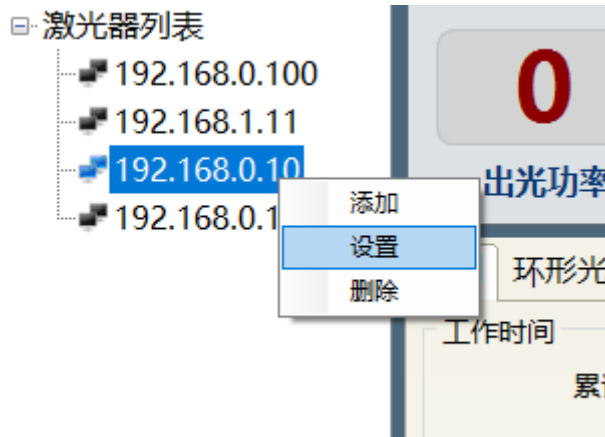 激光器列表
192.168.0.100
192.168.1.11
192.168.0.10
192.168.0.1
添加
设置
删除
0
出光功率
环形光
工作时间
累